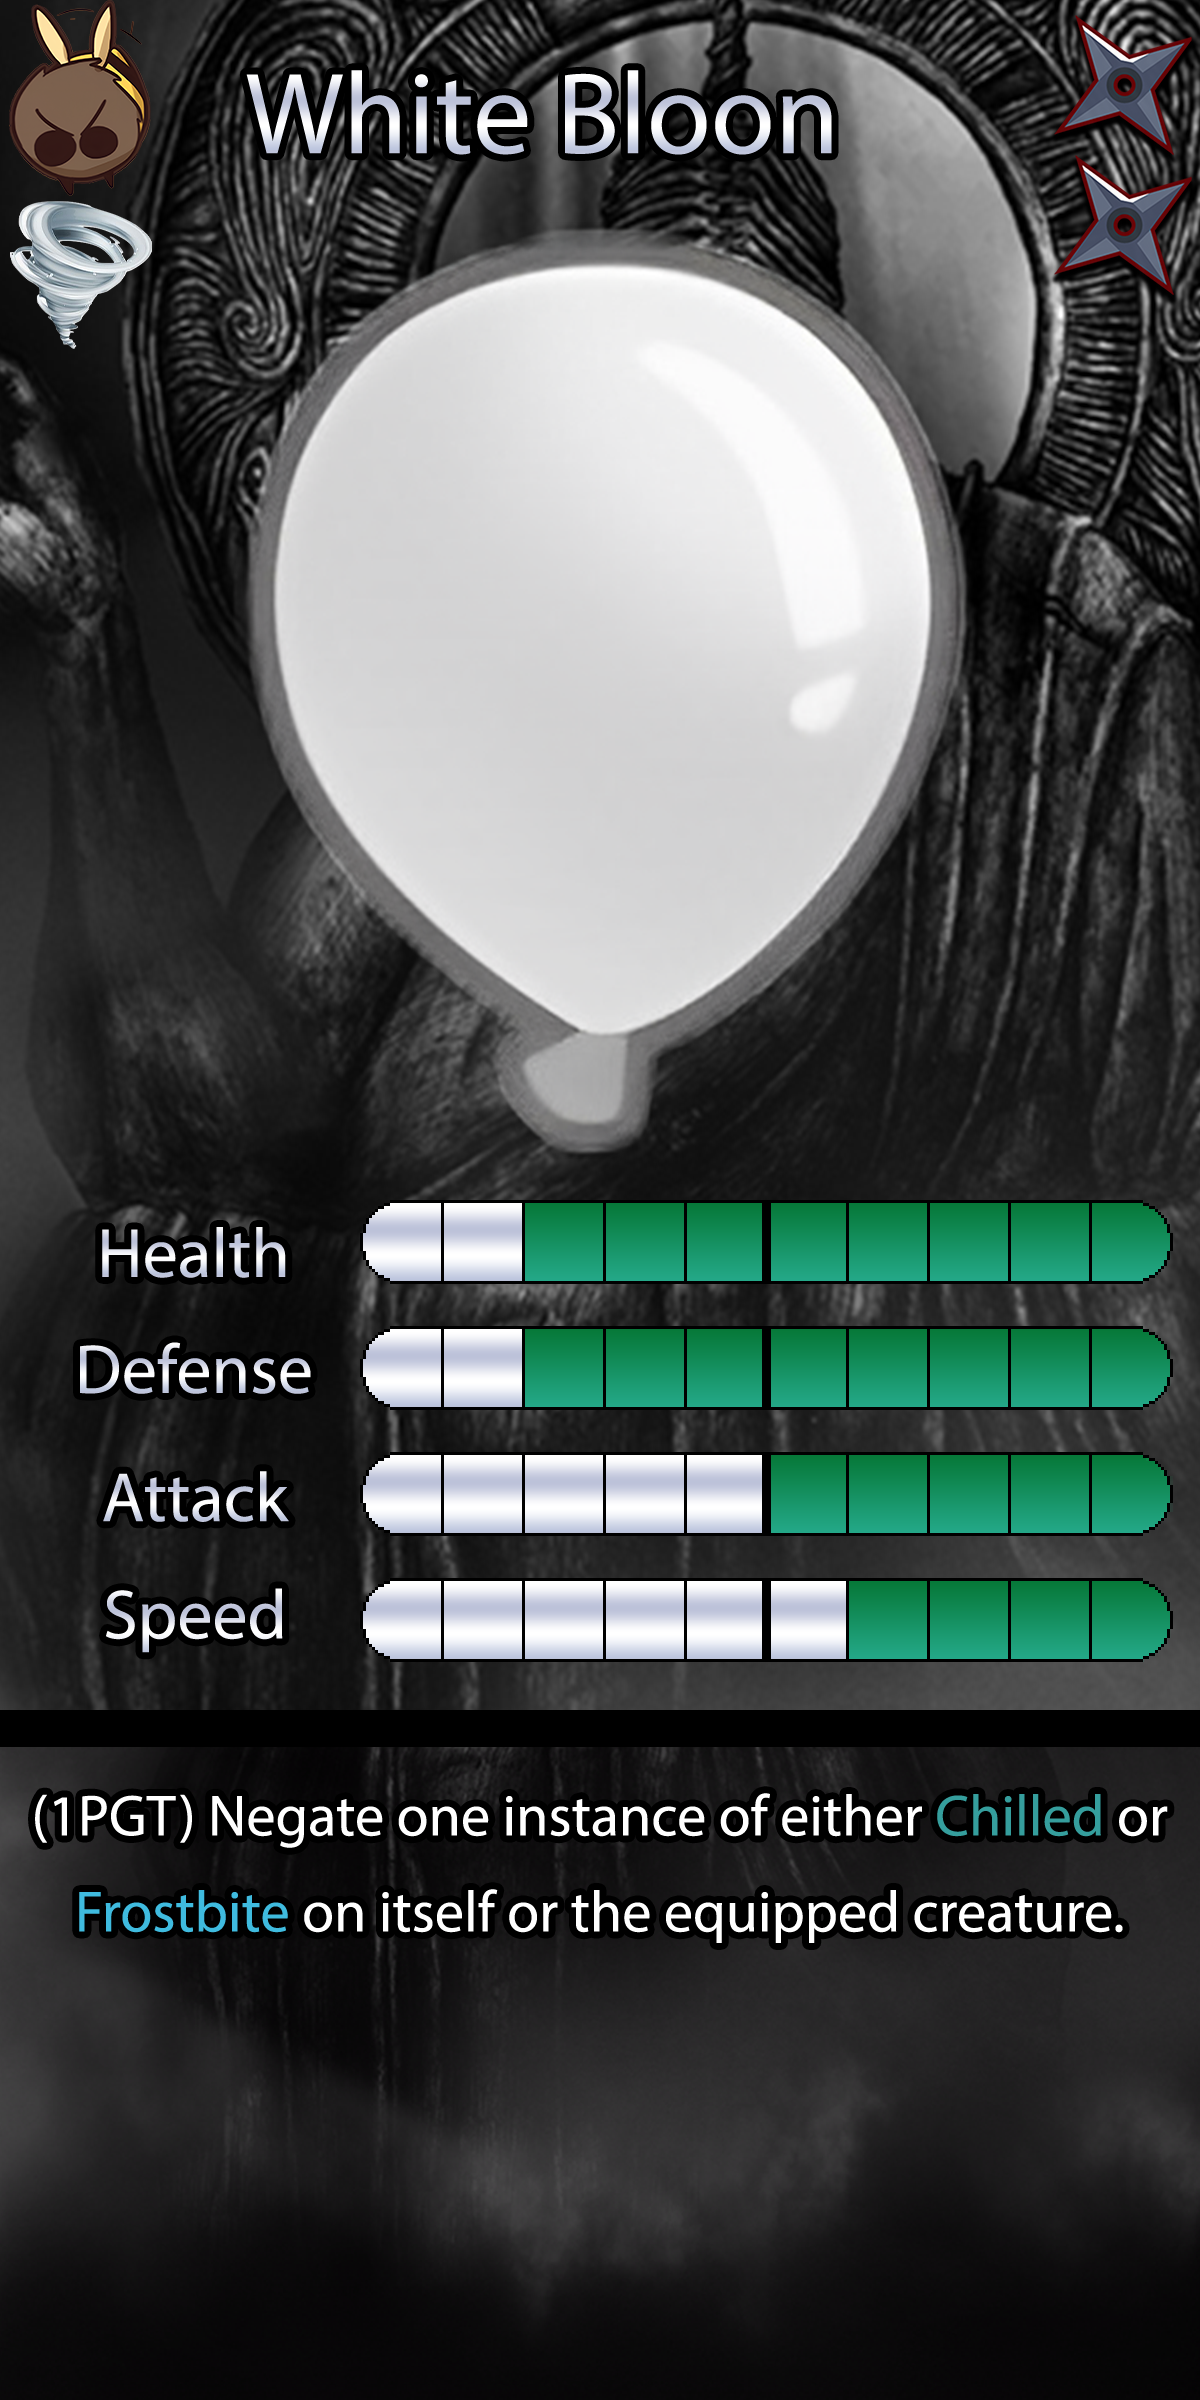 White Bloon
Health
Defense
Attack
Speed
(1PGT) Negate one instance of either Chilled or
Frostbite on itself or the equipped creature.